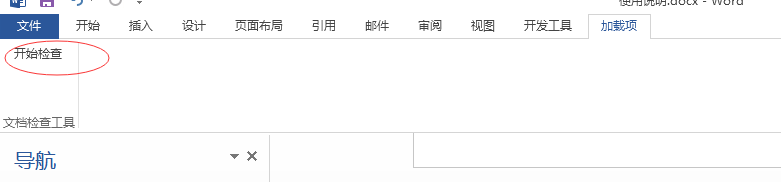 使用说明.docx - Word
文件 开始 插入 设计 页面布局 引用 邮件 审阅 视图 开发工具 加载项
开始检查
文档检查工具
导航